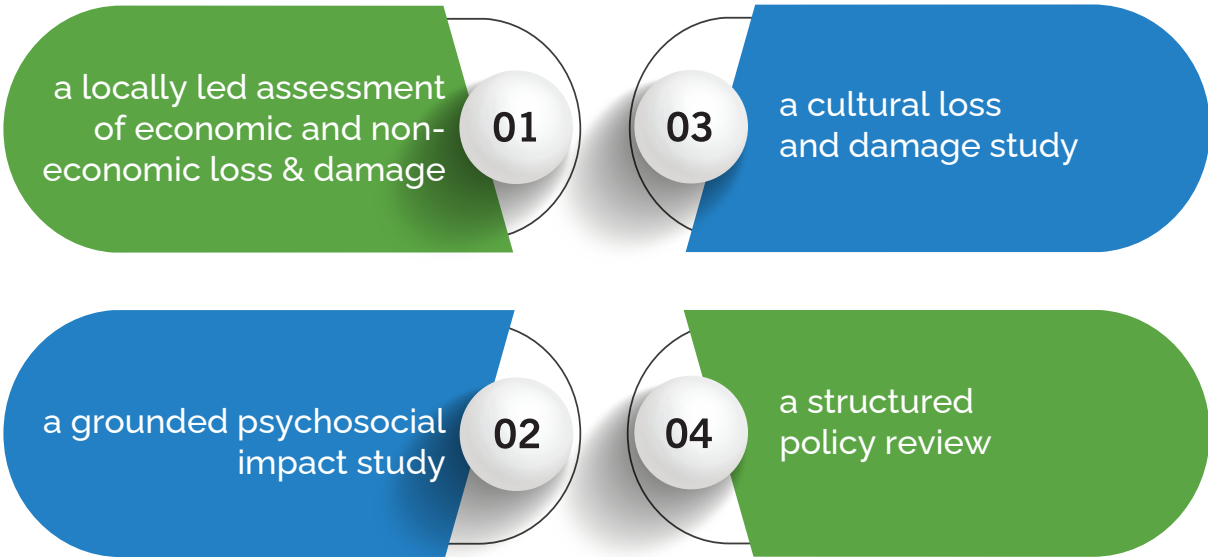 01
a locally led assessment
of economic and non-
economic loss & damage
02
a grounded psychosocial
impact study
03
a cultural loss
and damage study
04
a structured
policy review